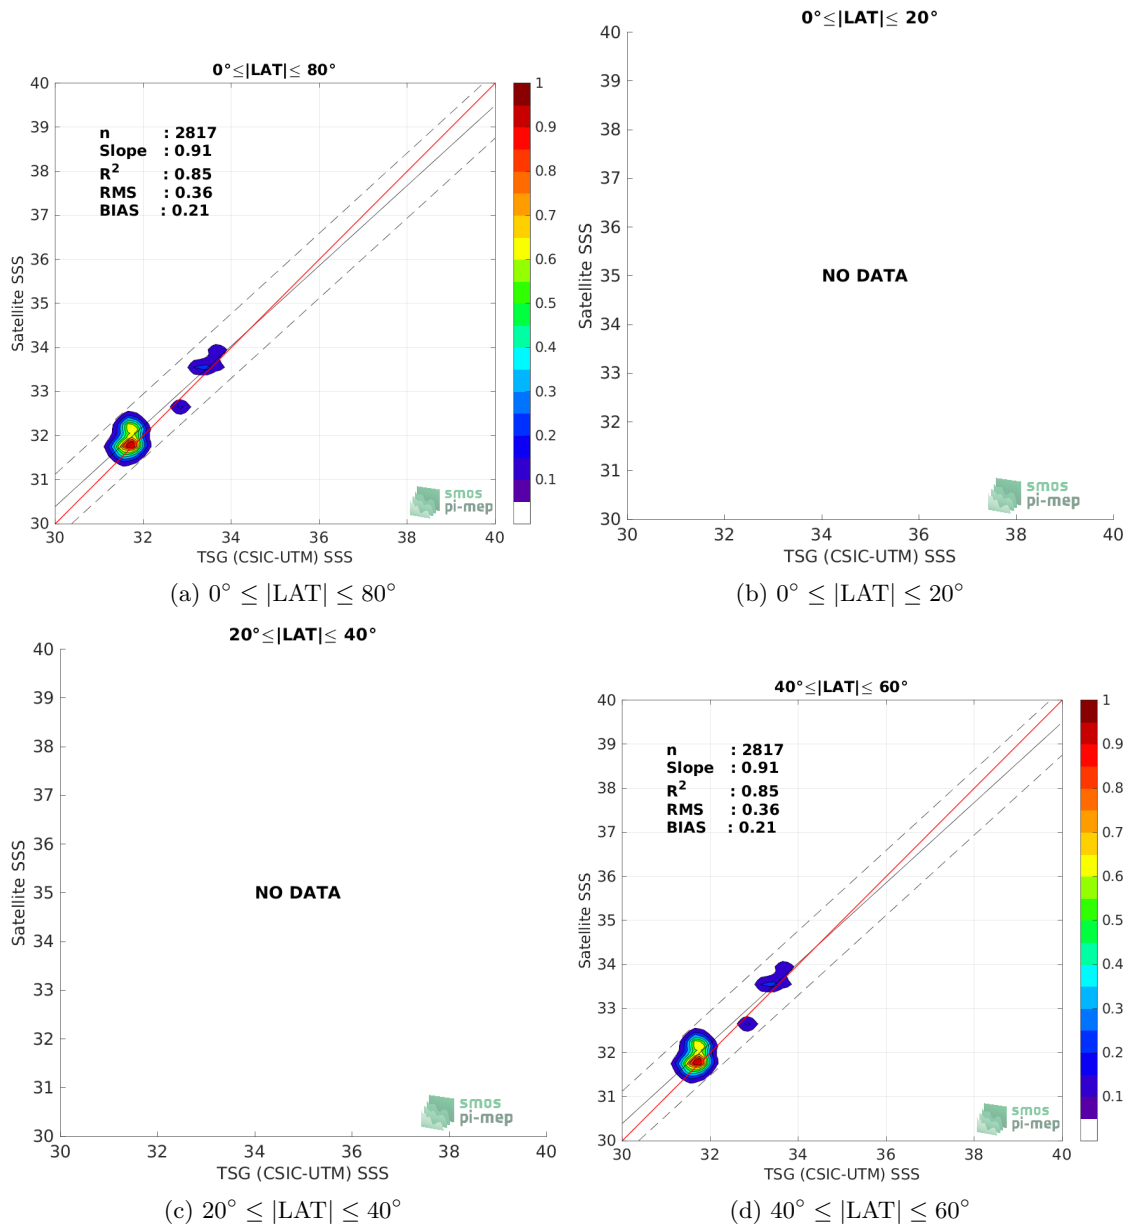 0°≤|LAT|≤ 80°
40
39
38
37
36
35
34
33
32
31
30
n : 2817
Slope : 0.91
R² : 0.85
RMS : 0.36
BIAS : 0.21
Satellite SSS
30 32 34 36 38 40
TSG (CSIC-UTM) SSS
1
0.9
0.8
0.7
0.6
0.5
0.4
0.3
0.2
0.1
smos
pi-mep
(a) 0° ≤ |LAT| ≤ 80°
0°≤|LAT|≤ 20°
40
39
38
37
36
35
34
33
32
31
30
Satellite SSS
NO DATA
smos
pi-mep
30 32 34 36 38 40
TSG (CSIC-UTM) SSS
(b) 0° ≤ |LAT| ≤ 20°
20°≤|LAT|≤ 40°
40
39
38
37
36
35
34
33
32
31
30
Satellite SSS
NO DATA
smos
pi-mep
30 32 34 36 38 40
TSG (CSIC-UTM) SSS
(c) 20° ≤ |LAT| ≤ 40°
40°≤|LAT|≤ 60°
40
39
38
37
36
35
34
33
32
31
30
n : 2817
Slope : 0.91
R² : 0.85
RMS : 0.36
BIAS : 0.21
Satellite SSS
30 32 34 36 38 40
TSG (CSIC-UTM) SSS
1
0.9
0.8
0.7
0.6
0.5
0.4
0.3
0.2
0.1
smos
pi-mep
(d) 40° ≤ |LAT| ≤ 60°